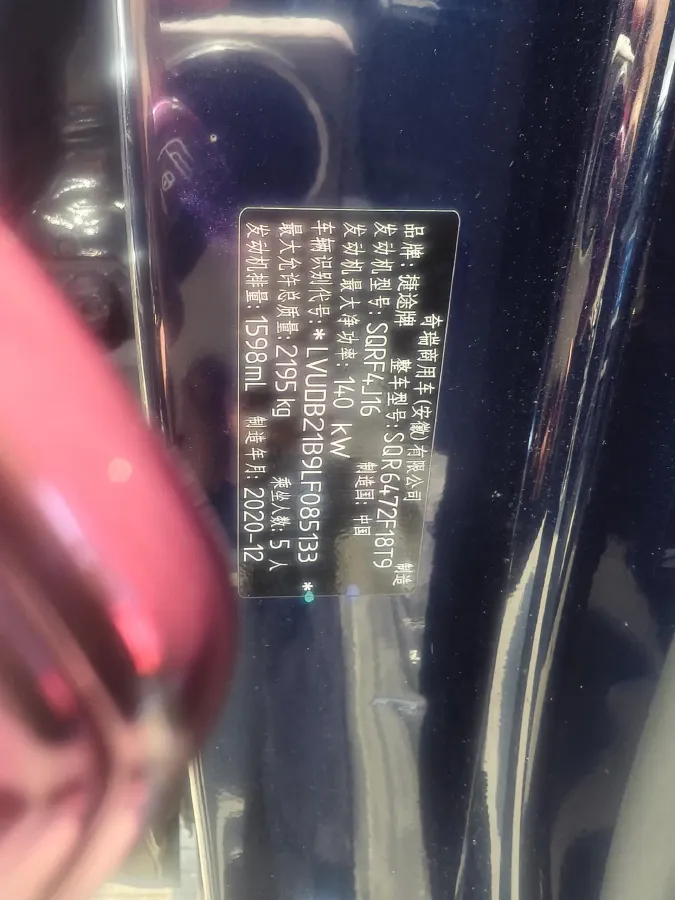 奇瑞商用车(安徽)有限公司 制造
品牌:捷途牌 整车型号:SQR6472F18T9
发动机型号:SQRF4J16 制造国:中国
发动机最大净功率:140 kW
车辆识别代号:*LVUDB21B9LF085133*
最大允许总质量:2195kg 乘坐人数:5人
发动机排量:1598mL 制造年月:2020-12